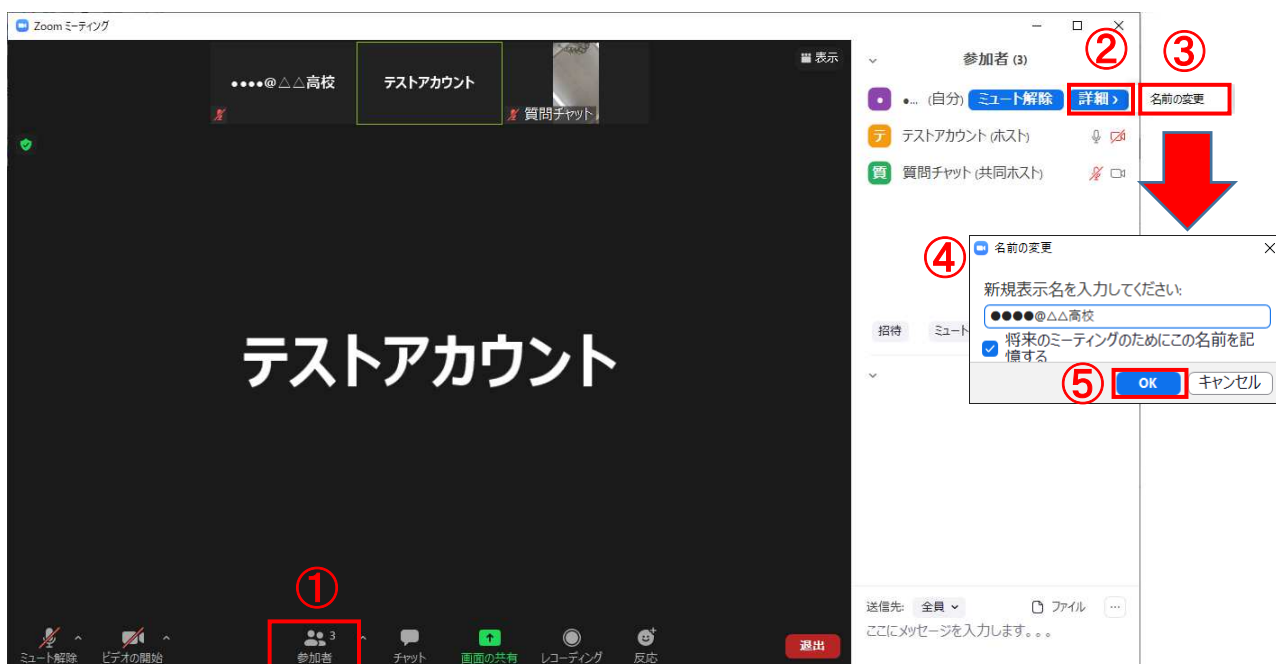 Zoom ミーティング
●●●●@△△高校
テストアカウント
質問チャット
表示
テストアカウント
参加者 (3)
② ③
●... (自分) ミュート解除 詳細 › 名前の変更
テ テストアカウント (ホスト)
質 質問チャット (共同ホスト)
④
名前の変更
新規表示名を入力してください:
●●●●@△△高校
将来のミーティングのためにこの名前を記
憶する
⑤ OK キャンセル
招待 ミュート
送信先: 全員 ファイル ...
ここにメッセージを入力します。。。
①
ミュート解除 ビデオの開始 参加者 3 チャット 画面の共有 レコーディング 反応 退出